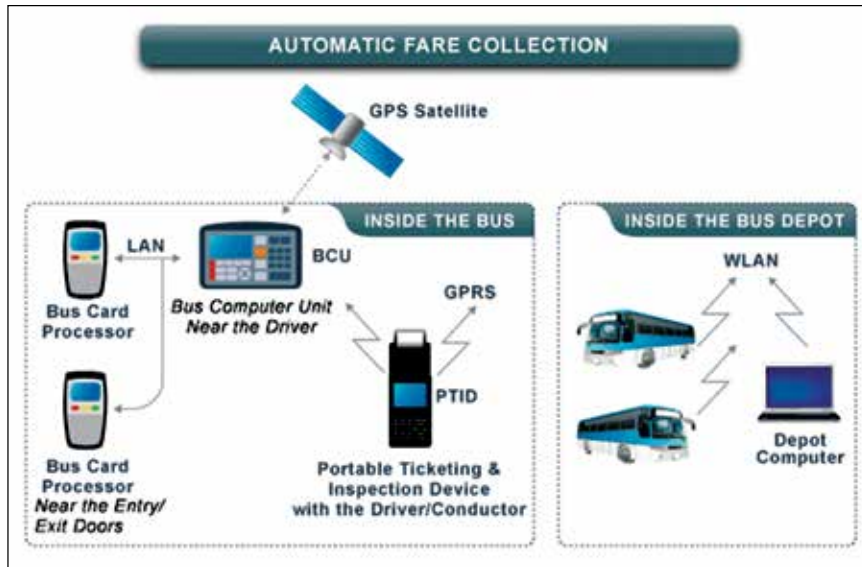 AUTOMATIC FARE COLLECTION
GPS Satellite
INSIDE THE BUS
LAN
BCU
Bus Card
Processor
Bus Computer Unit
Near the Driver
GPRS
PTID
Bus Card
Processor
Near the Entry/
Exit Doors
Portable Ticketing &
Inspection Device
with the Driver/Conductor
INSIDE THE BUS DEPOT
WLAN
Depot
Computer